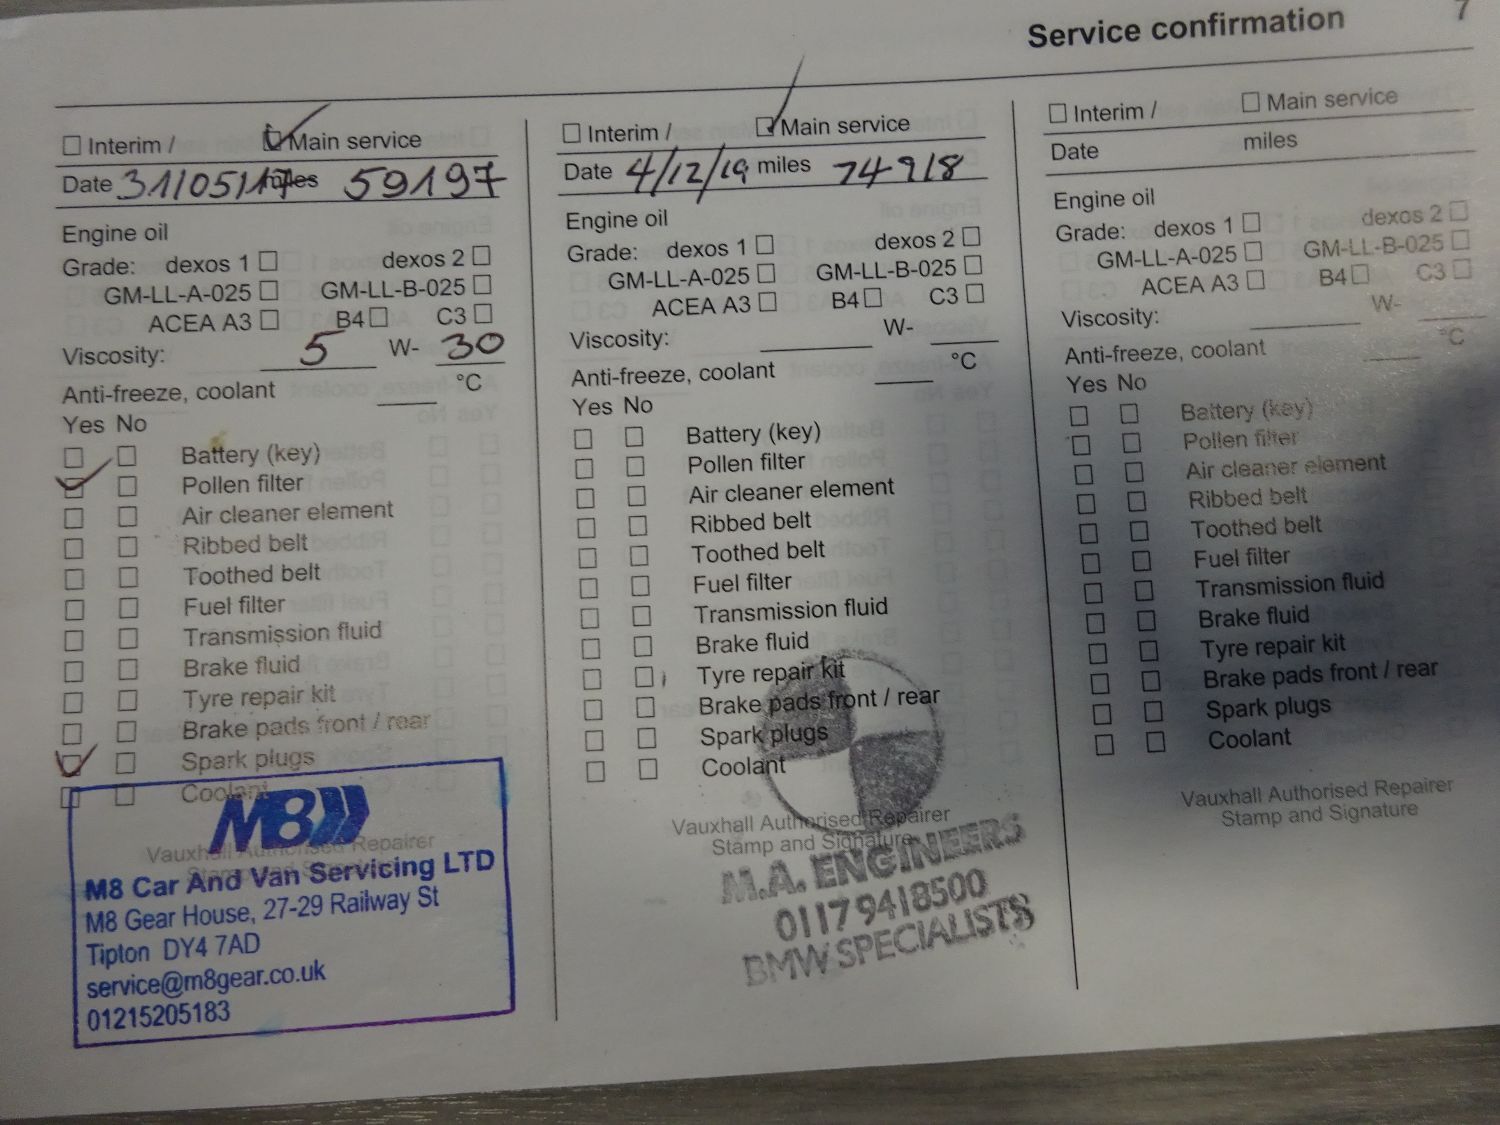 Service confirmation 7
Interim / Main service
Date 31/05/17 miles 59197
Engine oil
Grade: dexos 1 dexos 2
GM-LL-A-025 GM-LL-B-025
ACEA A3 B4 C3
Viscosity: 5 W- 30
Anti-freeze, coolant °C
Yes No
Battery (key)
Pollen filter
Air cleaner element
Ribbed belt
Toothed belt
Fuel filter
Transmission fluid
Brake fluid
Tyre repair kit
Brake pads front / rear
Spark plugs
Coolant
Vauxhall Authorised Repairer
Stamp and Signature
M8
M8 Car And Van Servicing LTD
M8 Gear House, 27-29 Railway St
Tipton DY4 7AD
service@m8gear.co.uk
01215205183
Interim / Main service
Date 4/12/19 miles 74918
Engine oil
Grade: dexos 1 dexos 2
GM-LL-A-025 GM-LL-B-025
ACEA A3 B4 C3
Viscosity: W-
Anti-freeze, coolant °C
Yes No
Battery (key)
Pollen filter
Air cleaner element
Ribbed belt
Toothed belt
Fuel filter
Transmission fluid
Brake fluid
Tyre repair kit
Brake pads front / rear
Spark plugs
Coolant
Vauxhall Authorised Repairer
Stamp and Signature
M.A. ENGINEERS
0117 9418500
BMW SPECIALISTS
Interim / Main service
Date miles
Engine oil
Grade: dexos 1 dexos 2
GM-LL-A-025 GM-LL-B-025
ACEA A3 B4 C3
Viscosity: W-
Anti-freeze, coolant °C
Yes No
Battery (key)
Pollen filter
Air cleaner element
Ribbed belt
Toothed belt
Fuel filter
Transmission fluid
Brake fluid
Tyre repair kit
Brake pads front / rear
Spark plugs
Coolant
Vauxhall Authorised Repairer
Stamp and Signature